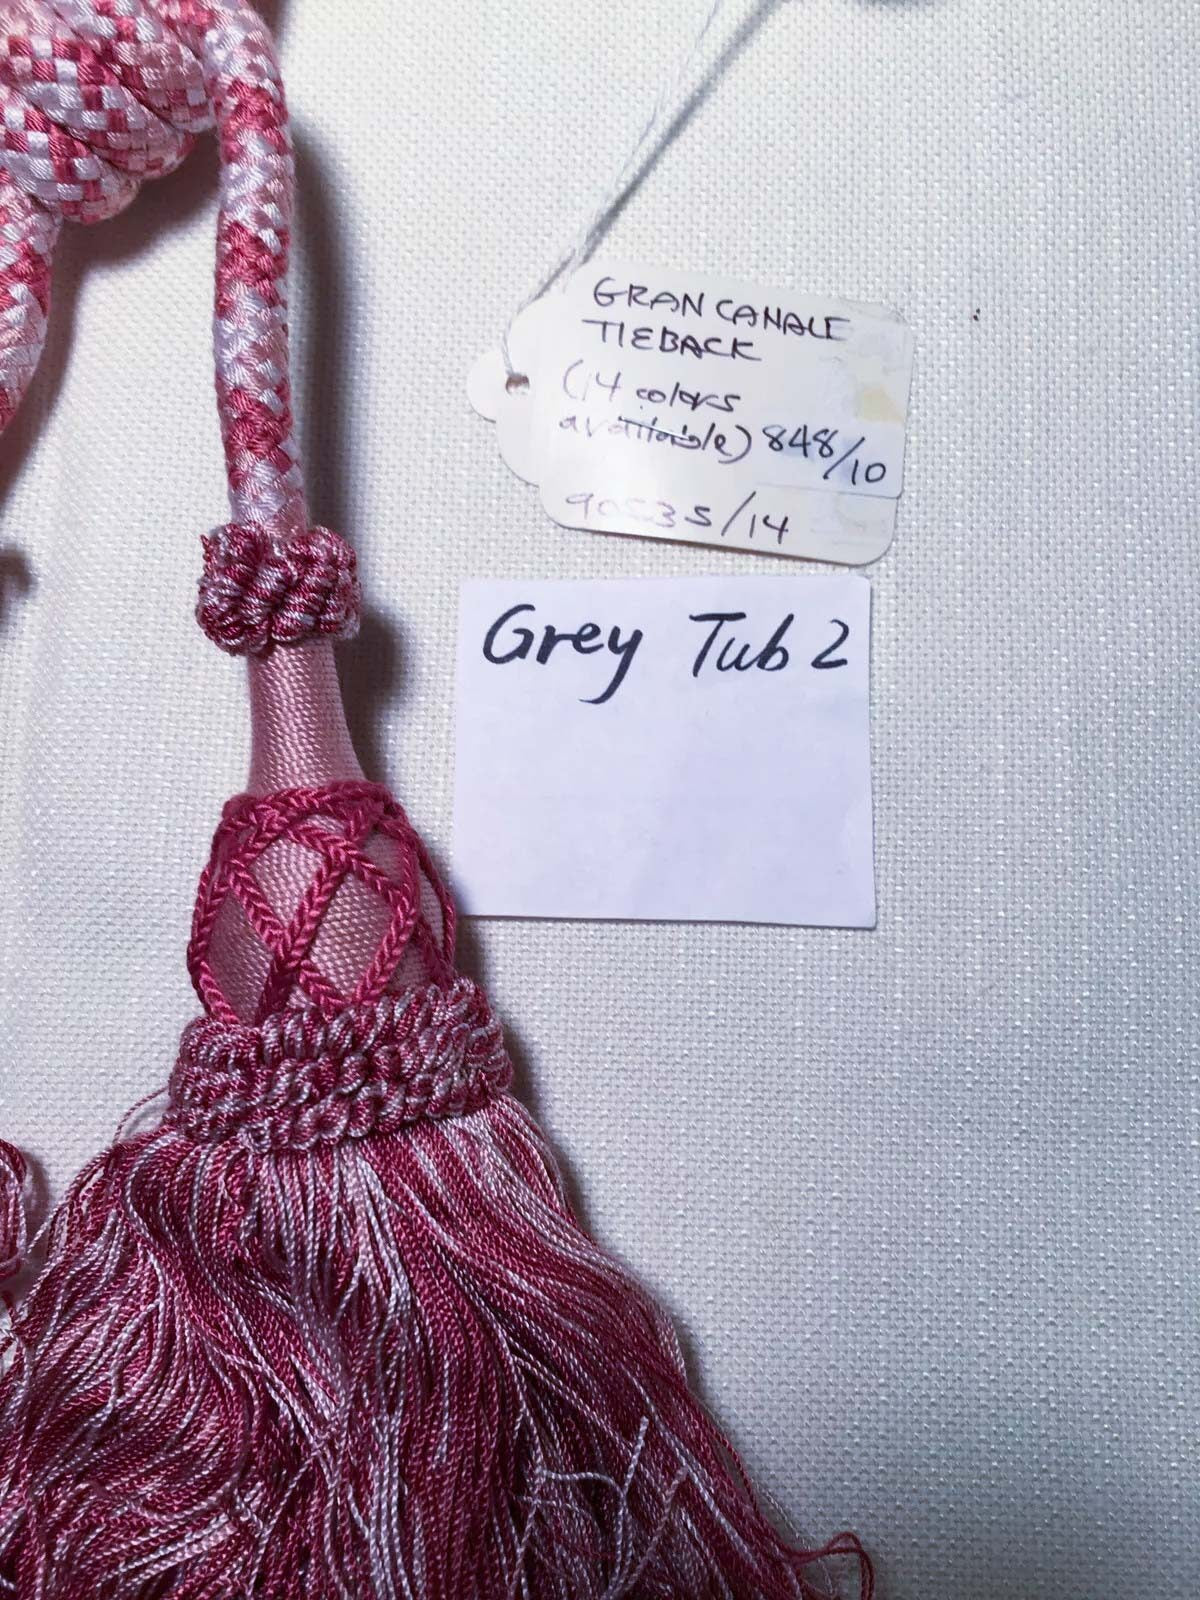 GRAN CANALE
TIEBACK
(14 colors
available) 848/10
90535/14
Grey Tub 2